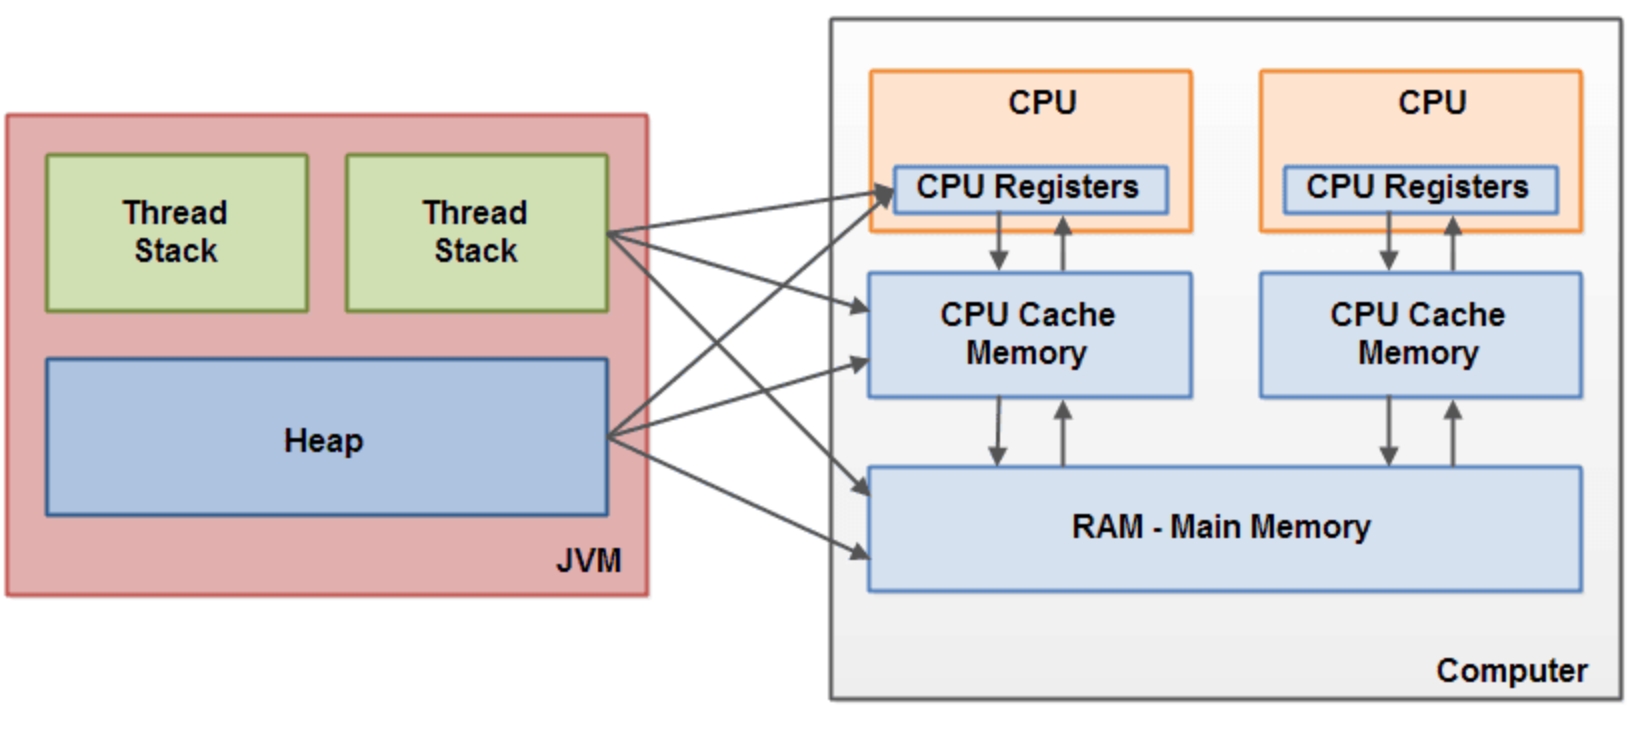 Thread
Stack
Thread
Stack
Heap
JVM
CPU
CPU Registers
CPU Cache
Memory
CPU
CPU Registers
CPU Cache
Memory
RAM - Main Memory
Computer